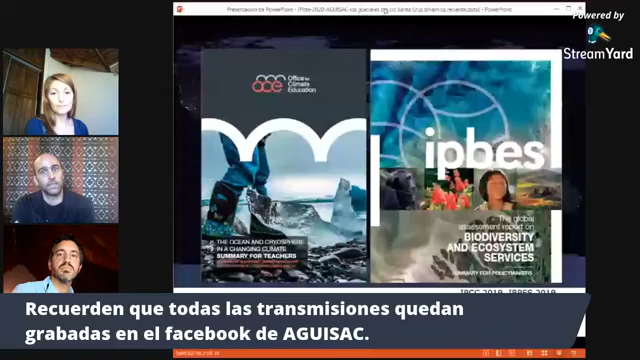 Powered by
StreamYard
oce
Office for
Climate
Education
THE OCEAN AND CRYOSPHERE
IN A CHANGING CLIMATE
SUMMARY FOR TEACHERS
ipbes
The global
assessment report on
BIODIVERSITY
AND ECOSYSTEM
SERVICES
SUMMARY FOR POLICYMAKERS
IPCC 2019, IPBES 2019
Recuerden que todas las transmisiones quedan
grabadas en el facebook de AGUISAC.